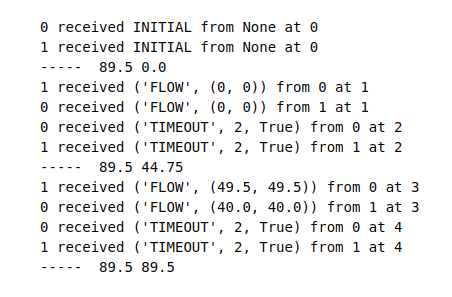 0 received INITIAL from None at 0
1 received INITIAL from None at 0
-----  89.5 0.0
1 received ('FLOW', (0, 0)) from 0 at 1
0 received ('FLOW', (0, 0)) from 1 at 1
0 received ('TIMEOUT', 2, True) from 0 at 2
1 received ('TIMEOUT', 2, True) from 1 at 2
-----  89.5 44.75
1 received ('FLOW', (49.5, 49.5)) from 0 at 3
0 received ('FLOW', (40.0, 40.0)) from 1 at 3
0 received ('TIMEOUT', 2, True) from 0 at 4
1 received ('TIMEOUT', 2, True) from 1 at 4
-----  89.5 89.5